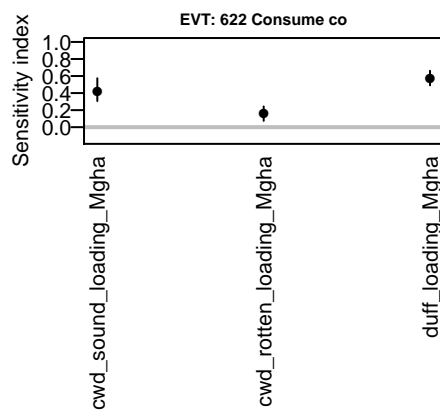 EVT: 622 Consume co
Sensitivity index
1.0
0.8
0.6
0.4
0.2
0.0
cwd_sound_loading_Mgha
cwd_rotten_loading_Mgha
duff_loading_Mgha